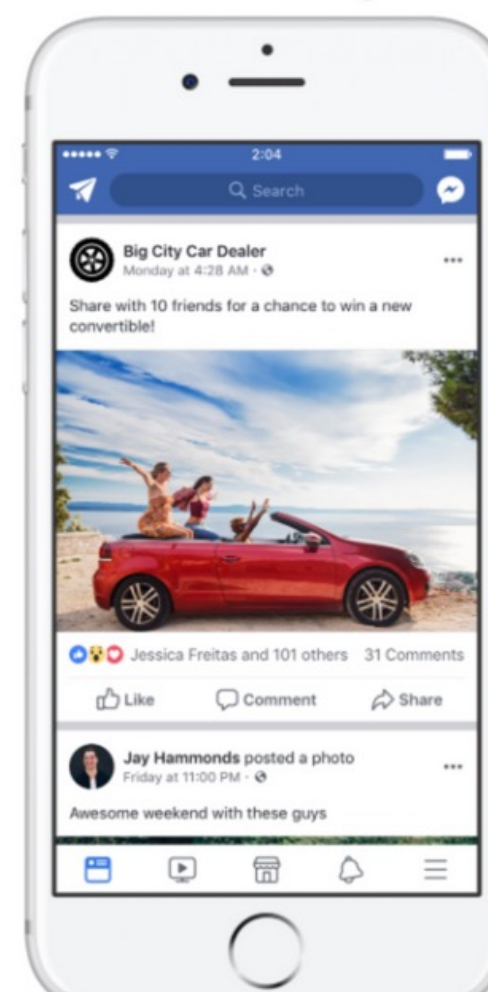 2:04
Search
Big City Car Dealer
Monday at 4:28 AM ·
Share with 10 friends for a chance to win a new
convertible!
Jessica Freitas and 101 others 31 Comments
Like Comment Share
Jay Hammonds posted a photo
Friday at 11:00 PM ·
Awesome weekend with these guys